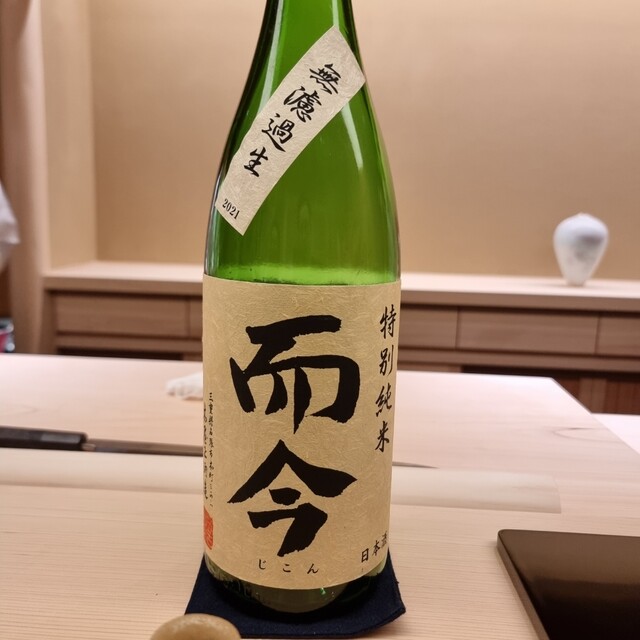 無濾過生
2021
特別純米
而今
じこん
日本酒